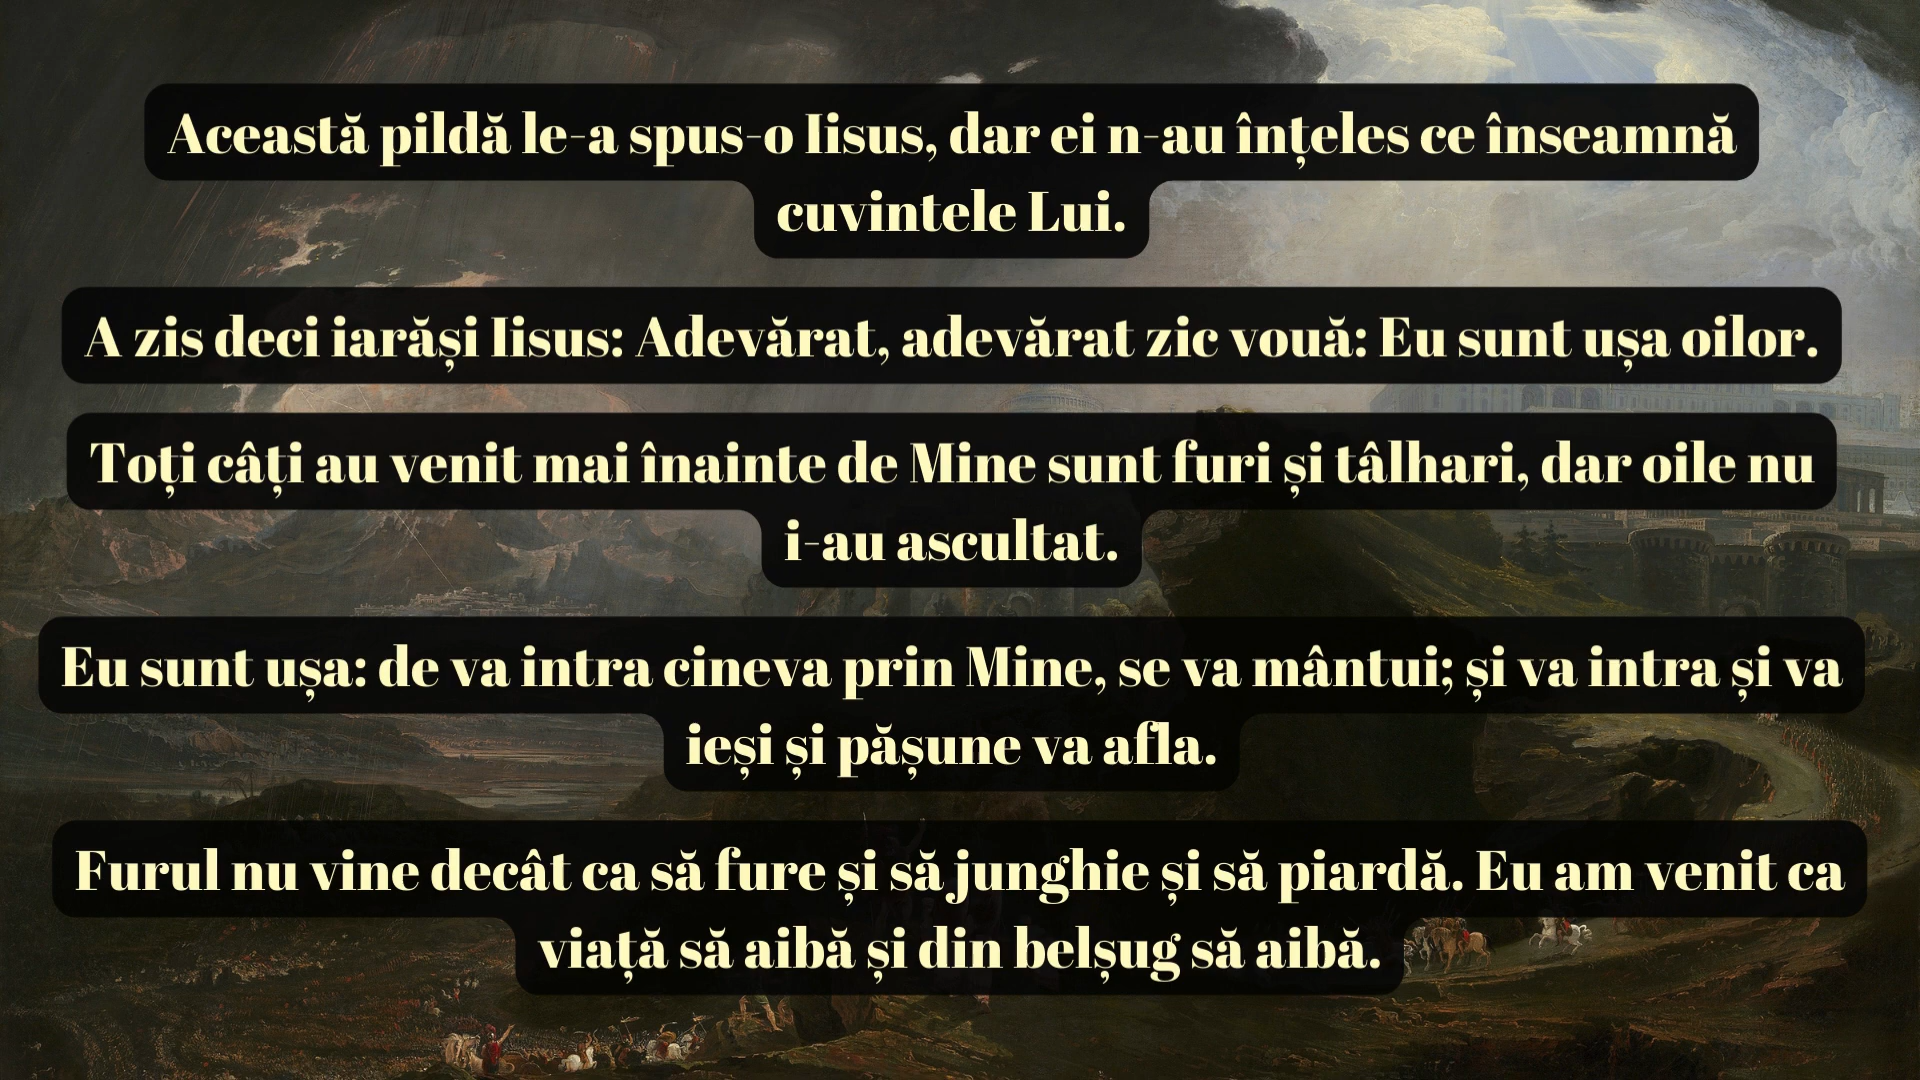 Această pildă le-a spus-o Iisus, dar ei n-au înțeles ce înseamnă
cuvintele Lui.
A zis deci iarăși Iisus: Adevărat, adevărat zic vouă: Eu sunt ușa oilor.
Toți câți au venit mai înainte de Mine sunt furi și tâlhari, dar oile nu
i-au ascultat.
Eu sunt ușa: de va intra cineva prin Mine, se va mântui; și va intra și va
ieși și pășune va afla.
Furul nu vine decât ca să fure și să junghie și să piardă. Eu am venit ca
viață să aibă și din belșug să aibă.